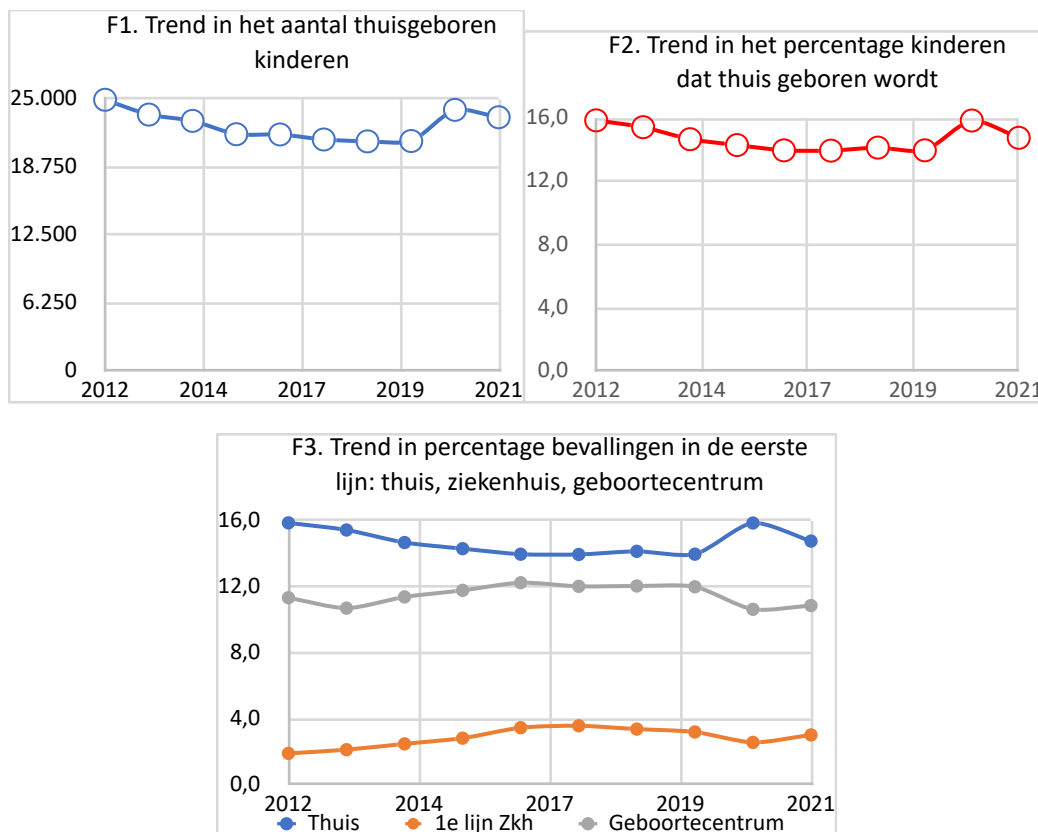 F1. Trend in het aantal thuisgeboren
kinderen
25.000
18.750
12.500
6.250
0
2012 2014 2017 2019 2021
F2. Trend in het percentage kinderen
dat thuis geboren wordt
16,0
12,0
8,0
4,0
0,0
2012 2014 2017 2019 2021
F3. Trend in percentage bevallingen in de eerste
lijn: thuis, ziekenhuis, geboortecentrum
16,0
12,0
8,0
4,0
0,0
2012 2014 2017 2019 2021
Thuis 1e lijn Zkh Geboortecentrum